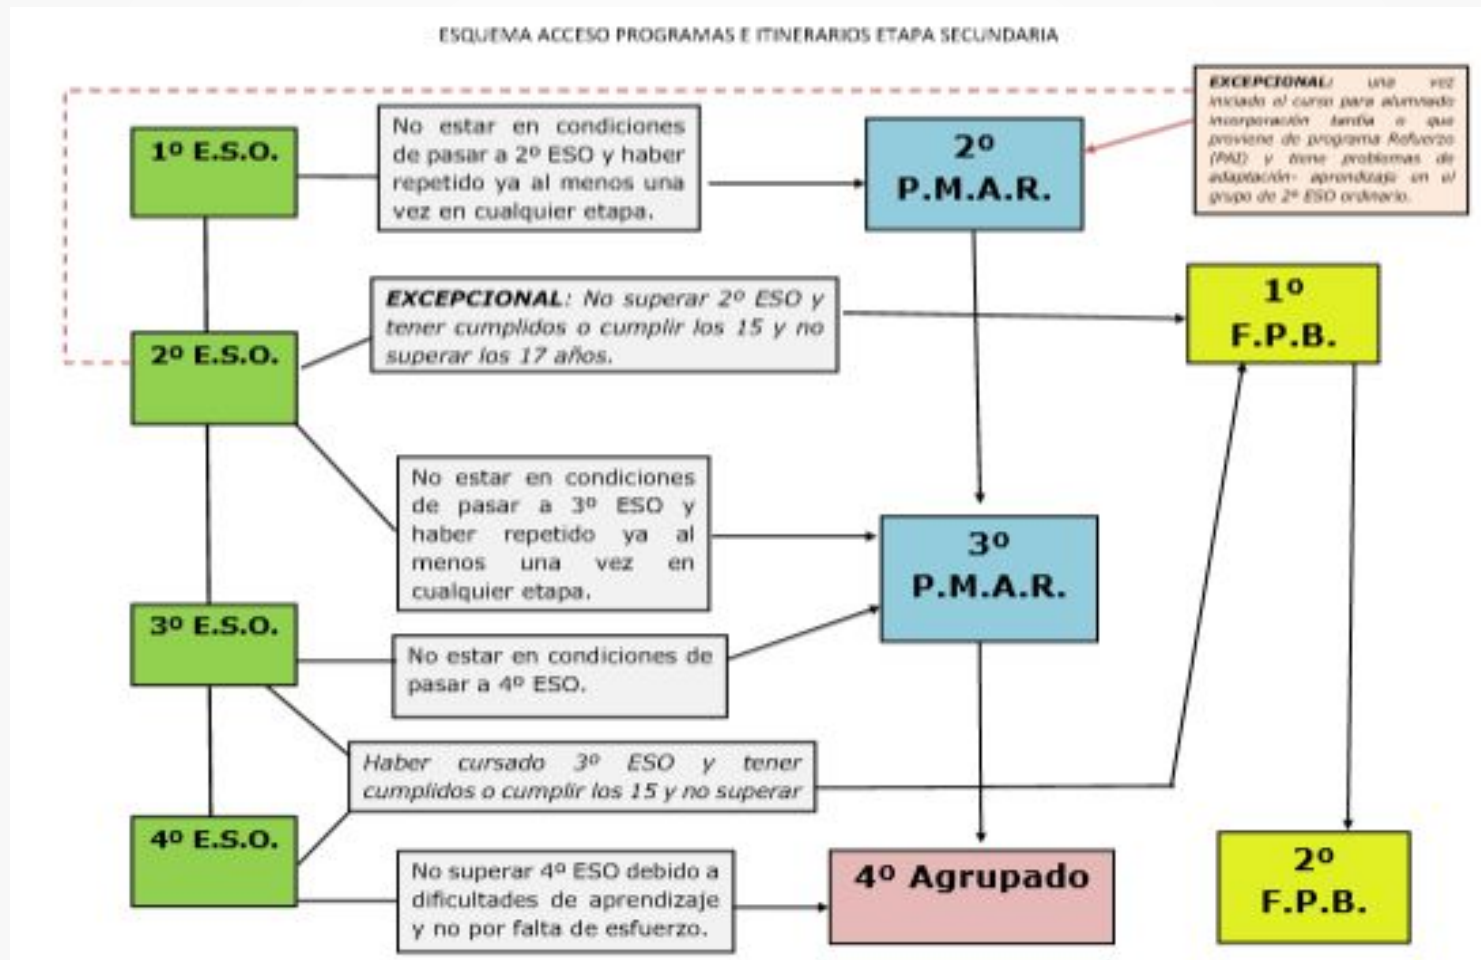 ESQUEMA ACCESO PROGRAMAS E ITINERARIOS ETAPA SECUNDARIA
EXCEPCIONAL: una vez
iniciado el curso para alumnado
incorporación tardía o que
proviene de programa Refuerzo
(PAI) y tiene problemas de
adaptación- aprendizaje en el
grupo de 2º ESO ordinario.
1º E.S.O.
No estar en condiciones
de pasar a 2º ESO y haber
repetido ya al menos una
vez en cualquier etapa.
2º
P.M.A.R.
2º E.S.O.
EXCEPCIONAL: No superar 2º ESO y
tener cumplidos o cumplir los 15 y no
superar los 17 años.
1º
F.P.B.
No estar en condiciones
de pasar a 3º ESO y
haber repetido ya al
menos una vez en
cualquier etapa.
3º
P.M.A.R.
3º E.S.O.
No estar en condiciones de
pasar a 4º ESO.
Haber cursado 3º ESO y tener
cumplidos o cumplir los 15 y no superar
4º E.S.O.
No superar 4º ESO debido a
dificultades de aprendizaje
y no por falta de esfuerzo.
4º Agrupado
2º
F.P.B.